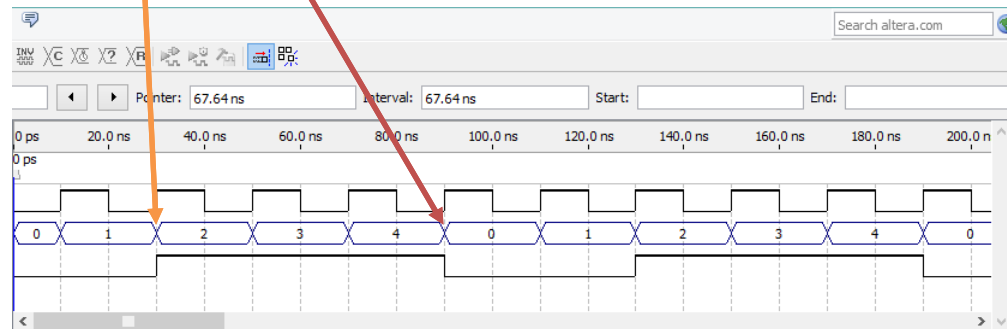 Search altera.com
INV C ? R
Pointer: 67.64 ns Interval: 67.64 ns Start: End:
0 ps 20.0 ns 40.0 ns 60.0 ns 80.0 ns 100.0 ns 120.0 ns 140.0 ns 160.0 ns 180.0 ns 200.0 n
0 ps
0 1 2 3 4 0 1 2 3 4 0